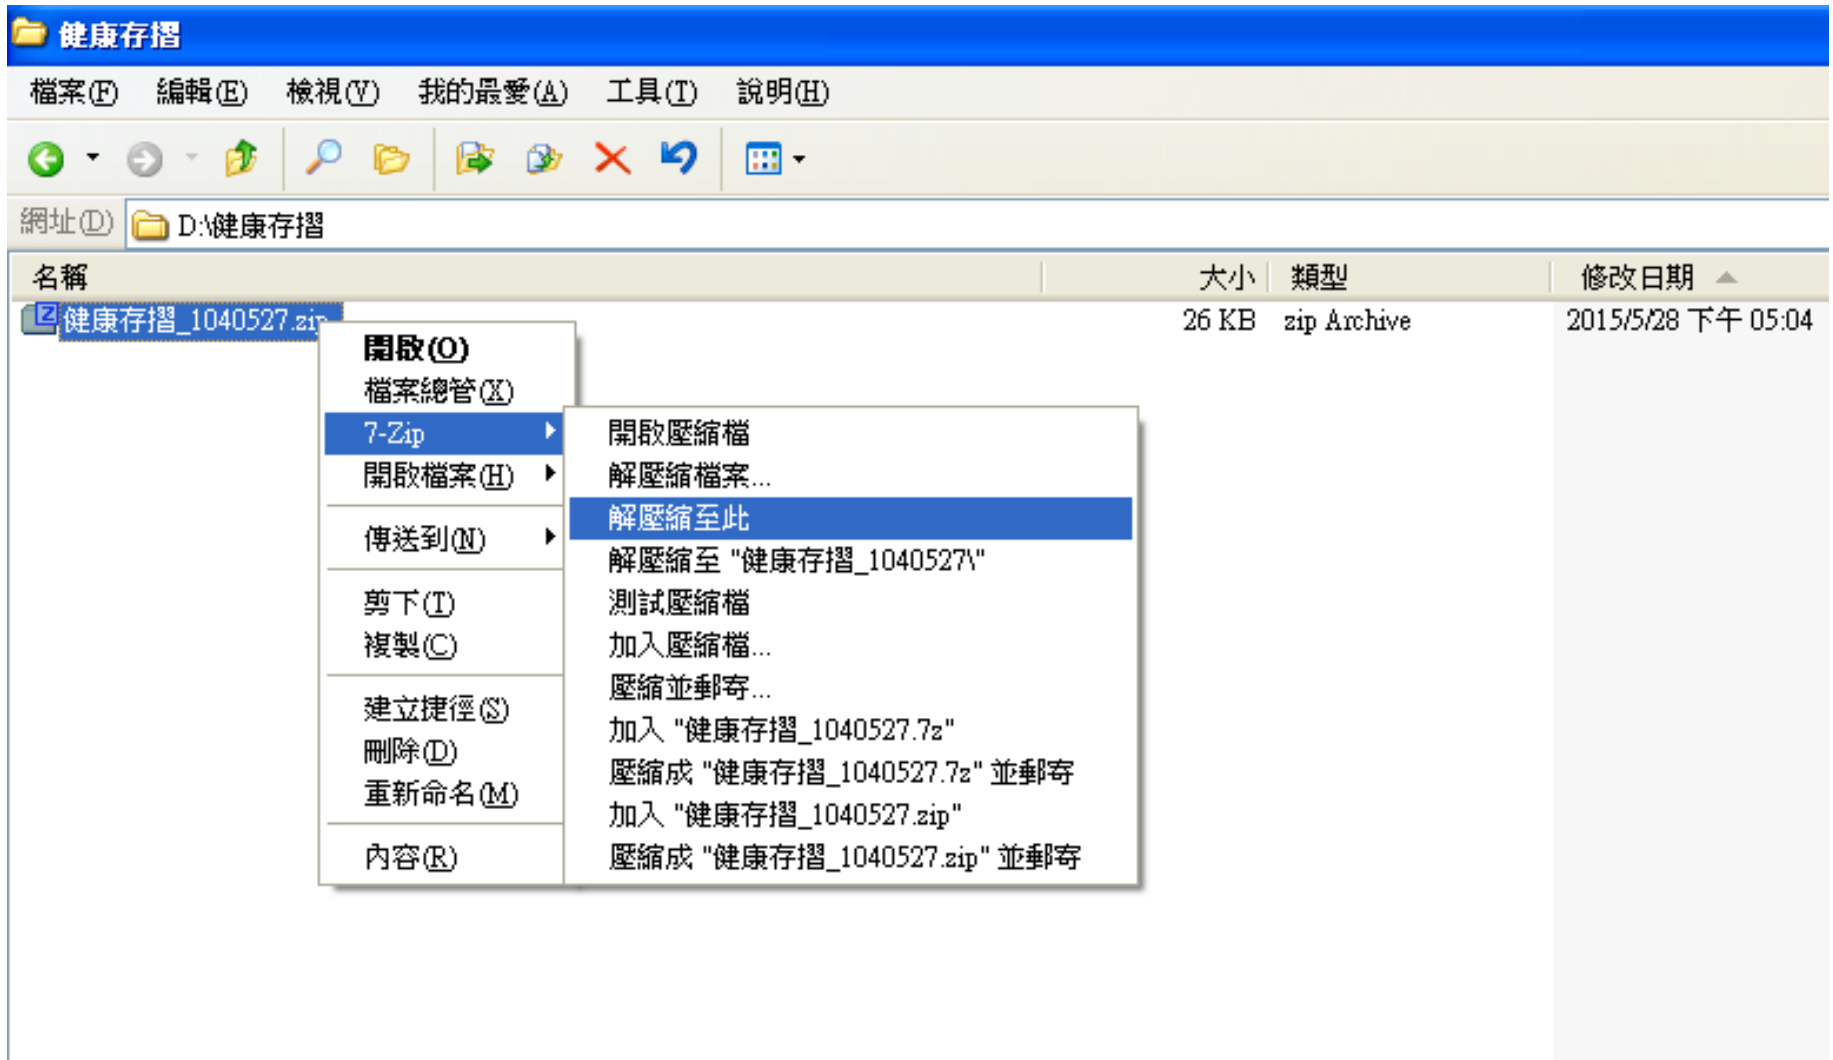 健康存摺
檔案(F) 編輯(E) 檢視(V) 我的最愛(A) 工具(T) 說明(H)
網址(D) D:\健康存摺
名稱 大小 類型 修改日期
健康存摺_1040527.zip 26 KB zip Archive 2015/5/28 下午 05:04
開啟(O)
檔案總管(X)
7-Zip
開啟檔案(H)
傳送到(N)
剪下(T)
複製(C)
建立捷徑(S)
刪除(D)
重新命名(M)
內容(R)
開啟壓縮檔
解壓縮檔案...
解壓縮至此
解壓縮至 "健康存摺_1040527\"
測試壓縮檔
加入壓縮檔...
壓縮並郵寄...
加入 "健康存摺_1040527.7z"
壓縮成 "健康存摺_1040527.7z" 並郵寄
加入 "健康存摺_1040527.zip"
壓縮成 "健康存摺_1040527.zip" 並郵寄